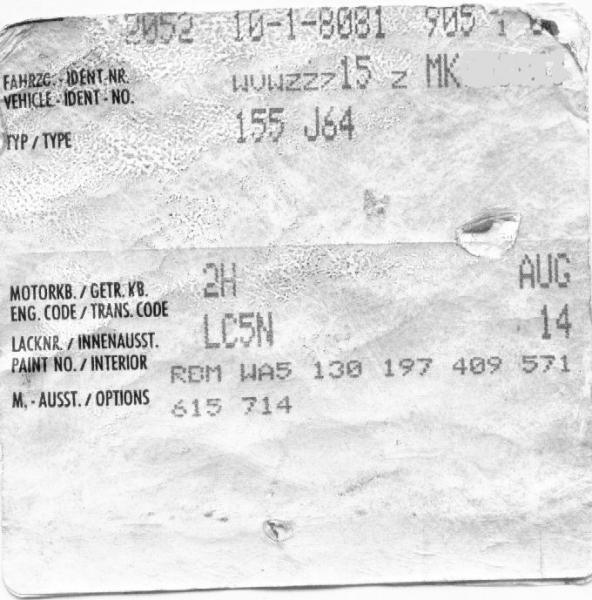 2052 10-1-8081 905 1
FAHRZG.-IDENT.NR. WVWZZZ15 Z MK
VEHICLE-IDENT-NO.
TYP / TYPE 155 J64
MOTORKB. / GETR. KB. 2H AUG
ENG. CODE / TRANS. CODE
LACKNR. / INNENAUSST. LC5N 14
PAINT NO. / INTERIOR
RDM WA5 130 197 409 571
M.-AUSST. / OPTIONS 615 714